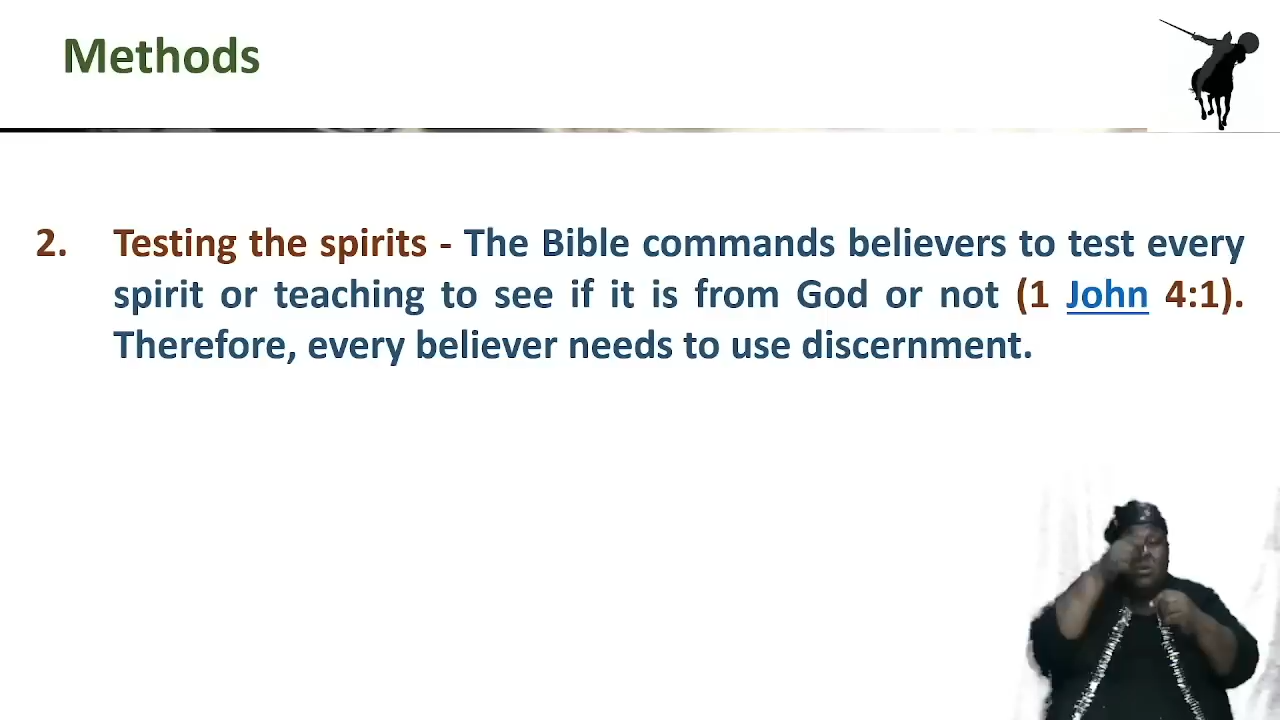 Methods
2. Testing the spirits - The Bible commands believers to test every
spirit or teaching to see if it is from God or not (1 John 4:1).
Therefore, every believer needs to use discernment.